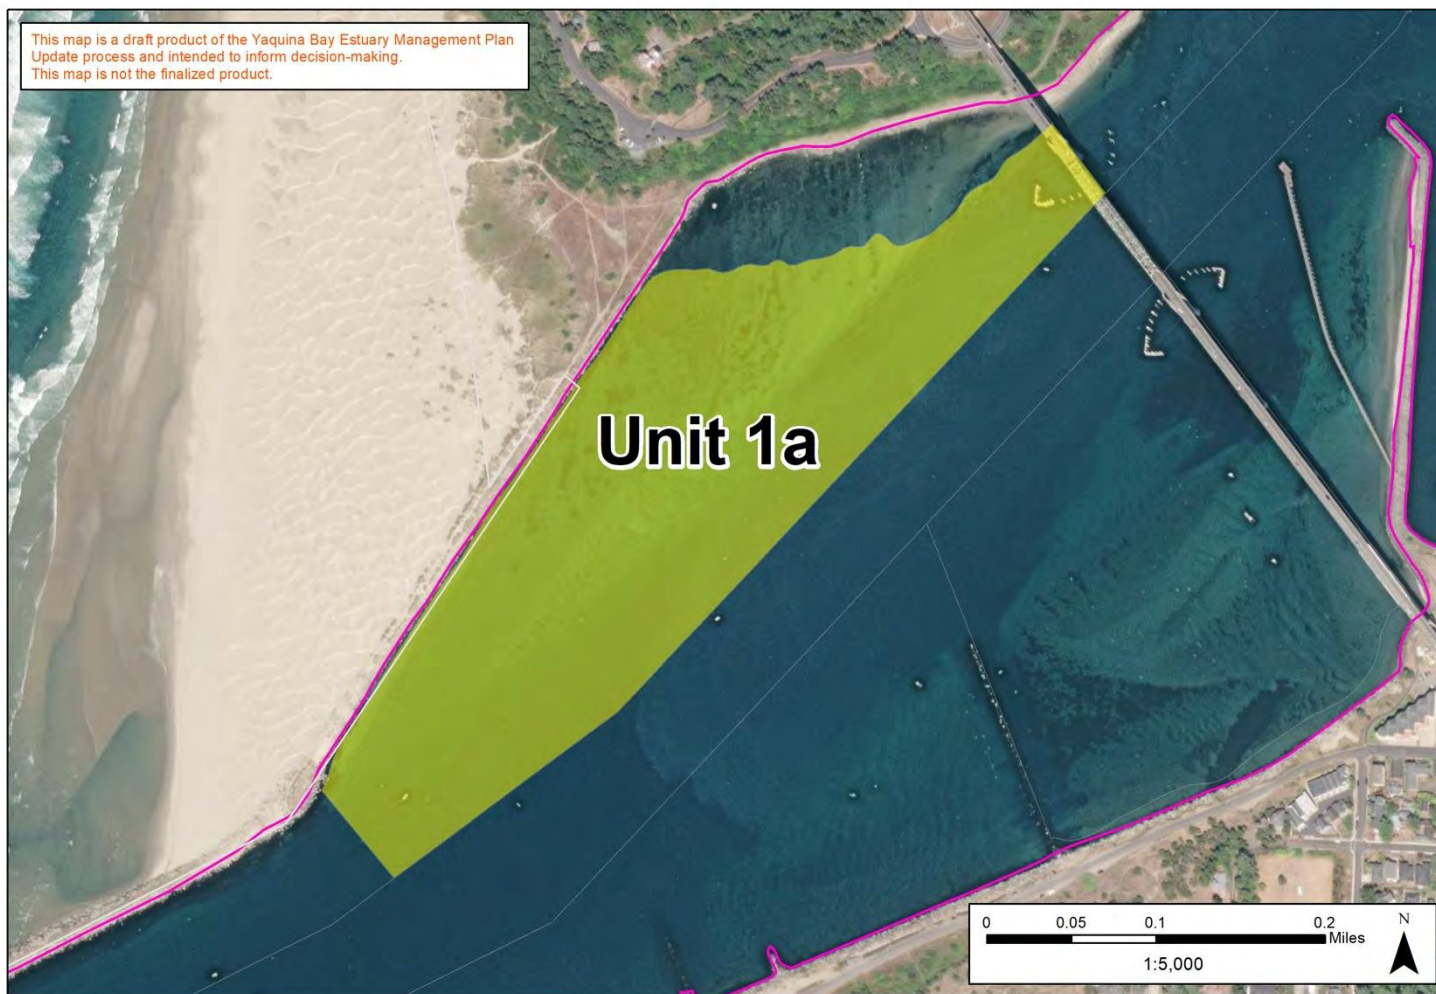 This map is a draft product of the Yaquina Bay Estuary Management Plan
Update process and intended to inform decision-making.
This map is not the finalized product.
Unit 1a
0 0.05 0.1 0.2
Miles
1:5,000
N